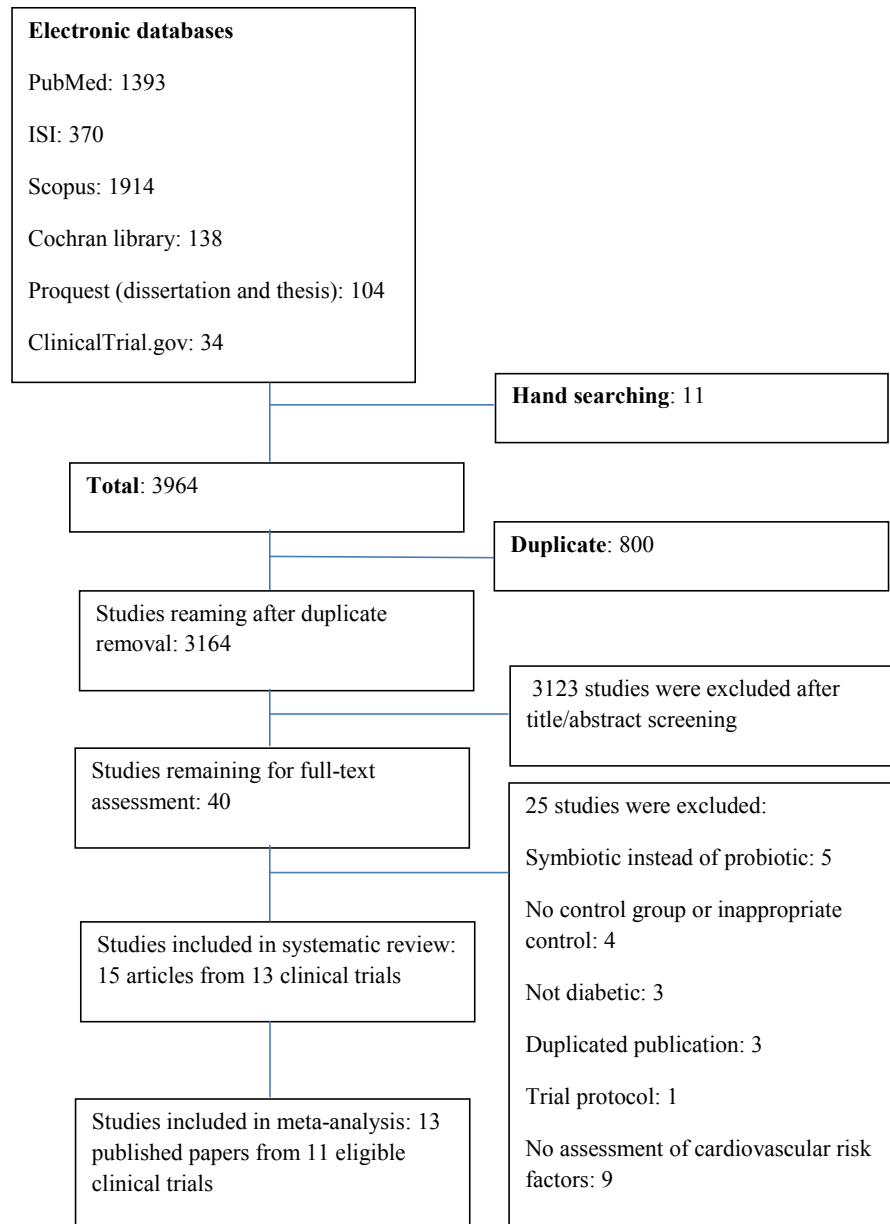 Electronic databases
PubMed: 1393
ISI: 370
Scopus: 1914
Cochran library: 138
Proquest (dissertation and thesis): 104
ClinicalTrial.gov: 34
Hand searching: 11
Total: 3964
Duplicate: 800
Studies reaming after duplicate
removal: 3164
3123 studies were excluded after
title/abstract screening
Studies remaining for full-text
assessment: 40
25 studies were excluded:
Symbiotic instead of probiotic: 5
No control group or inappropriate
control: 4
Not diabetic: 3
Duplicated publication: 3
Trial protocol: 1
No assessment of cardiovascular risk
factors: 9
Studies included in systematic review:
15 articles from 13 clinical trials
Studies included in meta-analysis: 13
published papers from 11 eligible
clinical trials